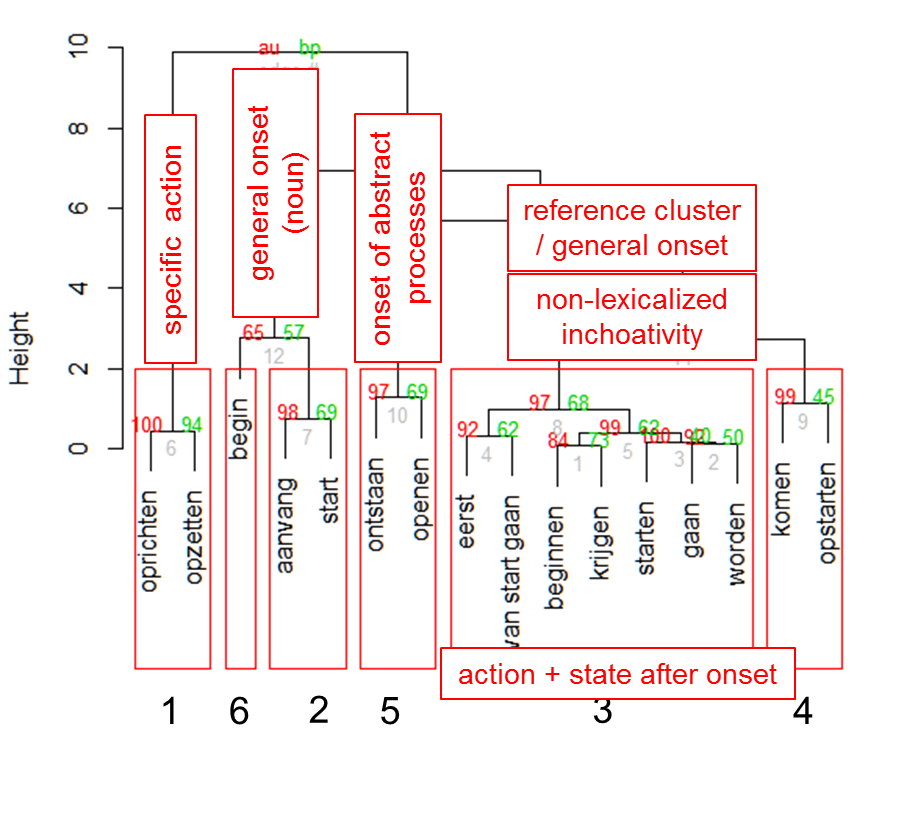 au bp
10
8
6
4
2
0
Height
specific action
general onset
(noun)
onset of abstract
processes
reference cluster
/ general onset
non-lexicalized
inchoativity
65 57
12
100 94
6
98 69
7
97 69
10
97 68
8
92 62
4
84 73
1
99 62
5
100
3
50
2
99 45
9
oprichten
opzetten
begin
aanvang
start
ontstaan
openen
eerst
van start gaan
beginnen
krijgen
starten
gaan
worden
komen
opstarten
action + state after onset
1
6
2
5
3
4